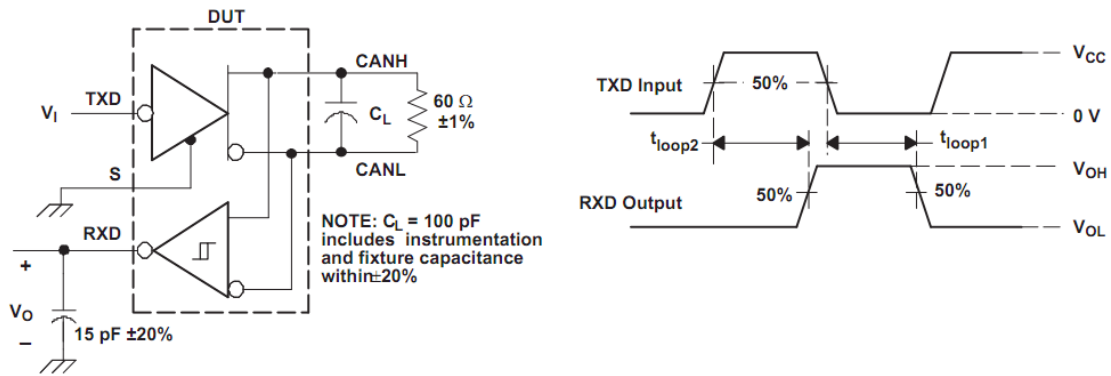 DUT
TXD
V_I
S
CANH
C_L
60 Ω
±1%
CANL
RXD
NOTE: C_L = 100 pF
includes instrumentation
and fixture capacitance
within±20%
+
V_O
–
15 pF ±20%
TXD Input
50%
V_CC
0 V
t_loop2
t_loop1
RXD Output
50%
50%
V_OH
V_OL